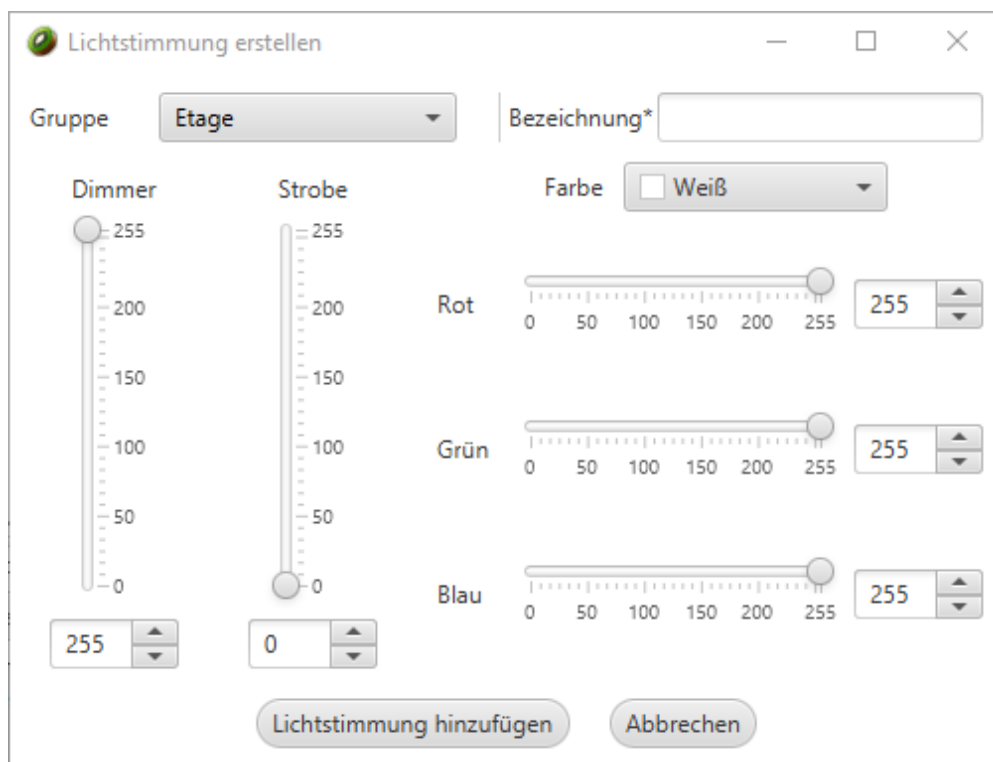 Lichtstimmung erstellen
Gruppe Etage Bezeichnung*
Dimmer Strobe Farbe Weiß
255 255
200 200
150 150
100 100
50 50
0 0
255 0
Rot 255
0 50 100 150 200 255
Grün 255
0 50 100 150 200 255
Blau 255
0 50 100 150 200 255
Lichtstimmung hinzufügen Abbrechen